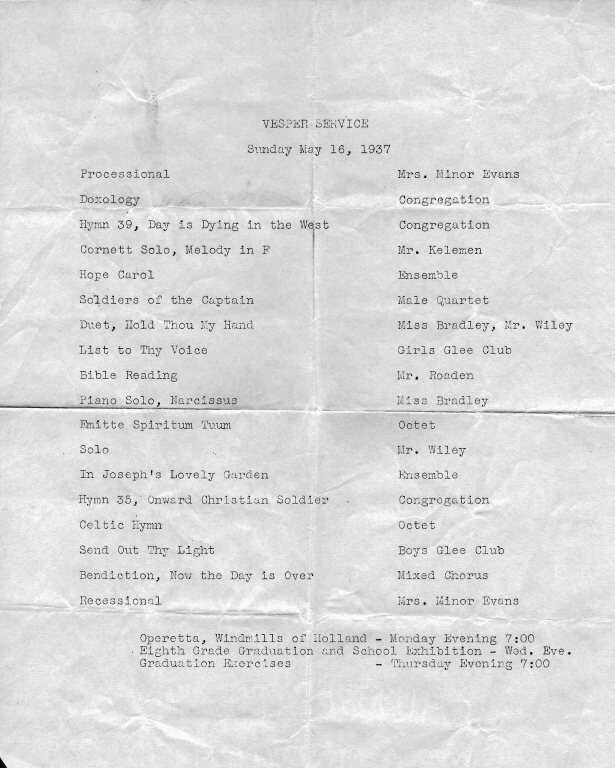 VESPER SERVICE
Sunday May 16, 1937
Processional Mrs. Minor Evans
Doxology Congregation
Hymn 39, Day is Dying in the West Congregation
Cornett Solo, Melody in F Mr. Kelemen
Hope Carol Ensemble
Soldiers of the Captain Male Quartet
Duet, Hold Thou My Hand Miss Bradley, Mr. Wiley
List to Thy Voice Girls Glee Club
Bible Reading Mr. Roaden
Piano Solo, Narcissus Miss Bradley
Emitte Spiritum Tuum Octet
Solo Mr. Wiley
In Joseph's Lovely Garden Ensemble
Hymn 35, Onward Christian Soldier Congregation
Celtic Hymn Octet
Send Out Thy Light Boys Glee Club
Bendiction, Now the Day is Over Mixed Chorus
Recessional Mrs. Minor Evans
Operetta, Windmills of Holland - Monday Evening 7:00
Eighth Grade Graduation and School Exhibition - Wed. Eve.
Graduation Exercises - Thursday Evening 7:00